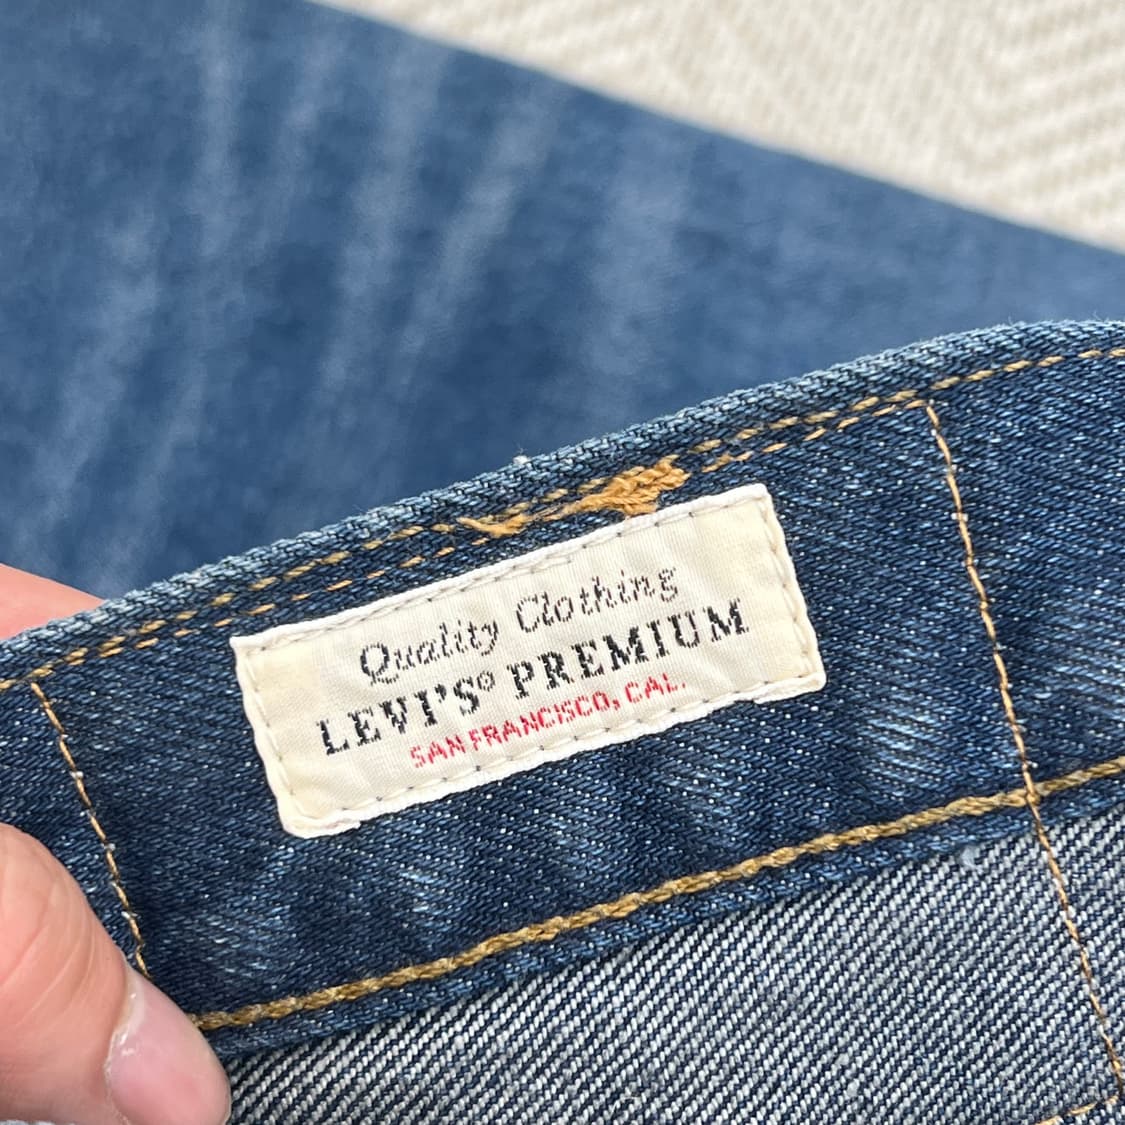 Quality Clothing
LEVI'S® PREMIUM
SAN FRANCISCO, CAL.